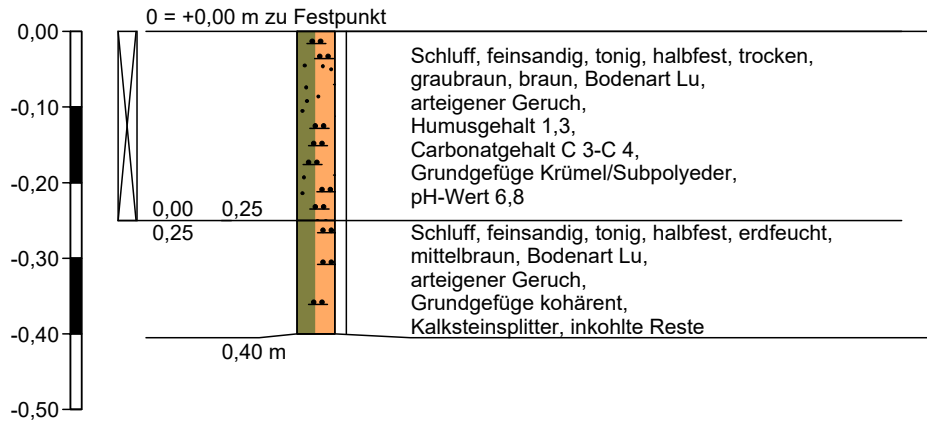 0 = +0,00 m zu Festpunkt
0,00
-0,10
-0,20
-0,30
-0,40
-0,50
Schluff, feinsandig, tonig, halbfest, trocken,
graubraun, braun, Bodenart Lu,
arteigener Geruch,
Humusgehalt 1,3,
Carbonatgehalt C 3-C 4,
Grundgefüge Krümel/Subpolyeder,
pH-Wert 6,8
0,00 0,25
0,25
Schluff, feinsandig, tonig, halbfest, erdfeucht,
mittelbraun, Bodenart Lu,
arteigener Geruch,
Grundgefüge kohärent,
Kalksteinsplitter, inkohlte Reste
0,40 m